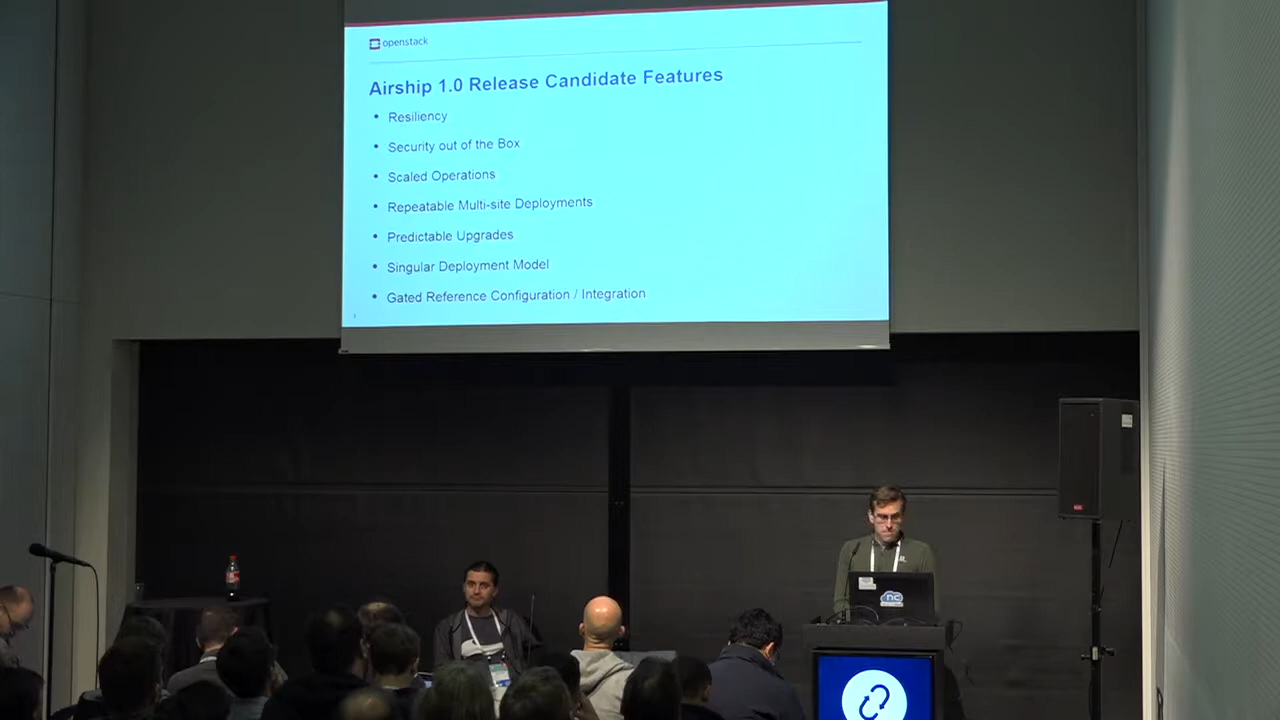 openstack
Airship 1.0 Release Candidate Features
• Resiliency
• Security out of the Box
• Scaled Operations
• Repeatable Multi-site Deployments
• Predictable Upgrades
• Singular Deployment Model
• Gated Reference Configuration / Integration
nc